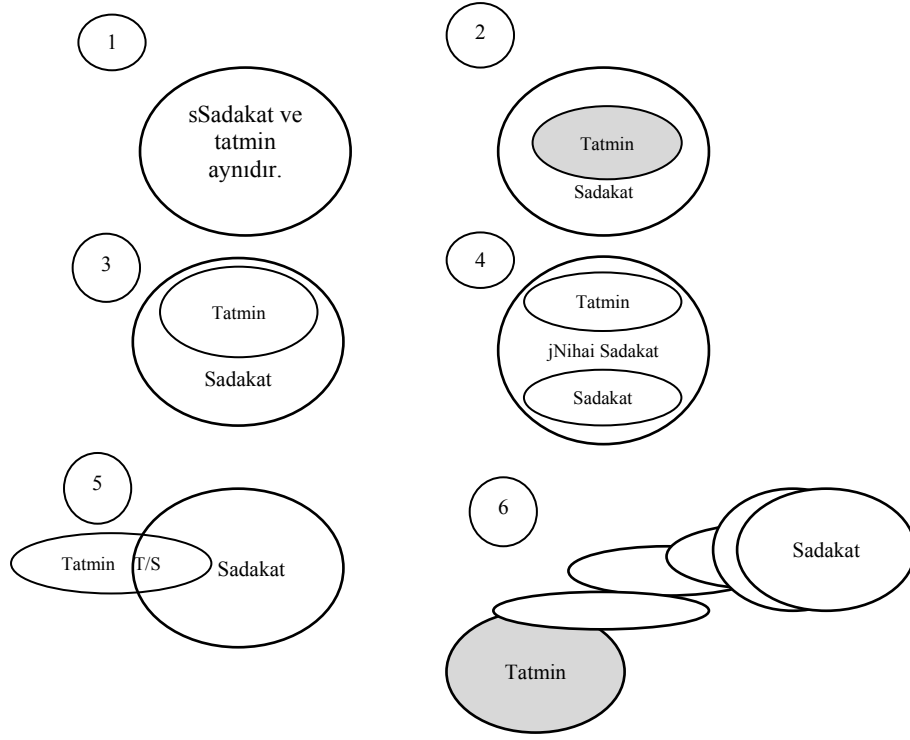 1
2
sSadakat ve
tatmin
aynıdır.
Tatmin
Sadakat
3
4
Tatmin
Sadakat
Tatmin
jNihai Sadakat
Sadakat
5
6
Tatmin T/S Sadakat
Sadakat
Tatmin